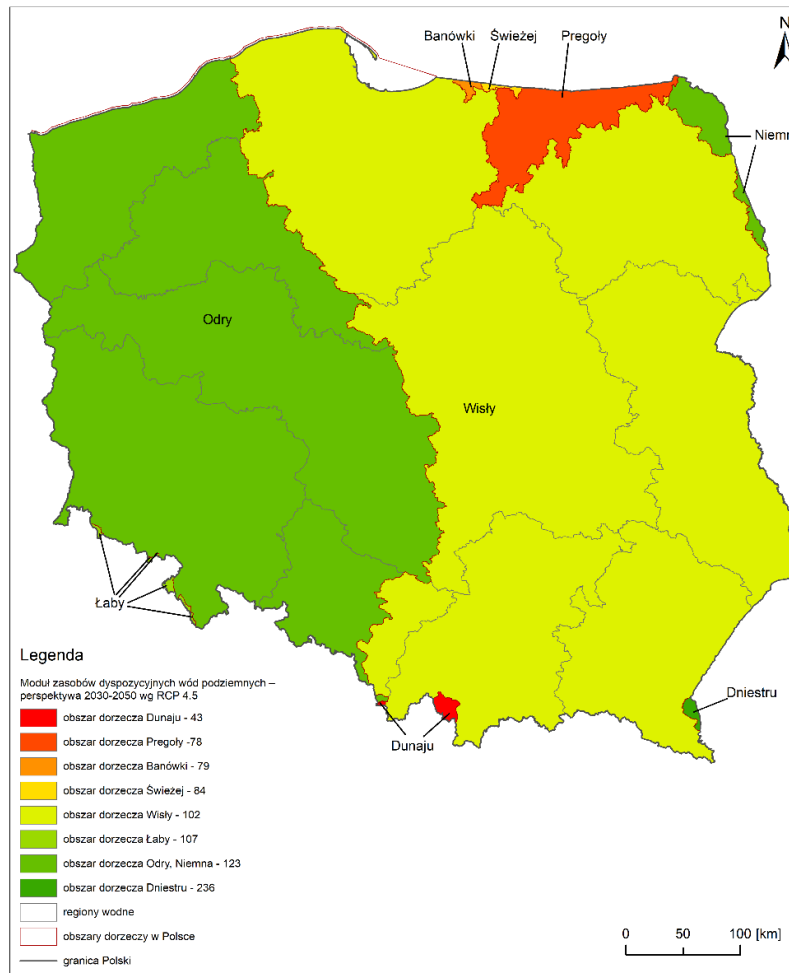 N
Banówki
Świeżej
Pregoły
Odry
Wisły
Łaby
Dunaju
Dniestru
Legenda
Moduł zasobów dyspozycyjnych wód podziemnych –
perspektywa 2030-2050 wg RCP 4.5
obszar dorzecza Dunaju - 43
obszar dorzecza Pregoły -78
obszar dorzecza Banówki - 79
obszar dorzecza Świeżej - 84
obszar dorzecza Wisły - 102
obszar dorzecza Łaby - 107
obszar dorzecza Odry, Niemna - 123
obszar dorzecza Dniestru - 236
regiony wodne
obszary dorzeczy w Polsce
granica Polski
0 50 100 [km]